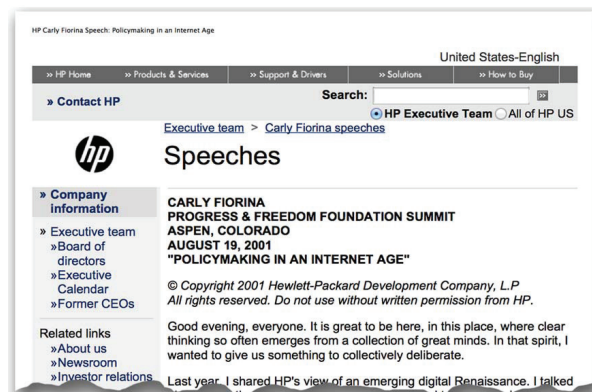 HP Carly Fiorina Speech: Policymaking in an Internet Age
United States-English
» HP Home » Products & Services » Support & Drivers » Solutions » How to Buy
» Contact HP
Search:
HP Executive Team All of HP US
Executive team > Carly Fiorina speeches
hp
Speeches
» Company
information
» Executive team
»Board of
directors
»Executive
Calendar
»Former CEOs
Related links
»About us
»Newsroom
»Investor relations
CARLY FIORINA
PROGRESS & FREEDOM FOUNDATION SUMMIT
ASPEN, COLORADO
AUGUST 19, 2001
"POLICYMAKING IN AN INTERNET AGE"
© Copyright 2001 Hewlett-Packard Development Company, L.P
All rights reserved. Do not use without written permission from HP.
Good evening, everyone. It is great to be here, in this place, where clear
thinking so often emerges from a collection of great minds. In that spirit, I
wanted to give us something to collectively deliberate.
Last year, I shared HP's view of an emerging digital Renaissance. I talked